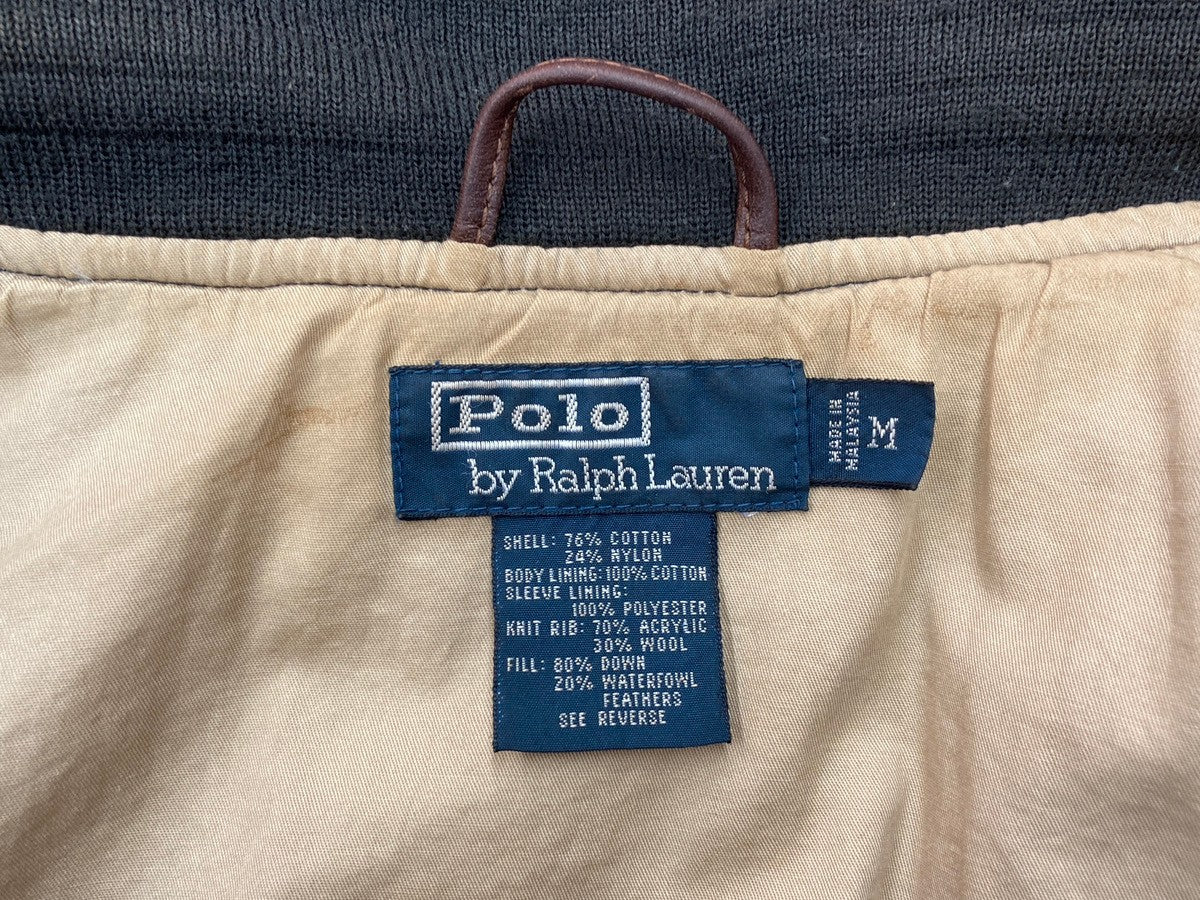 Polo
by Ralph Lauren
MADE IN
MALAYSIA
M
SHELL: 76% COTTON
24% NYLON
BODY LINING: 100% COTTON
SLEEVE LINING:
100% POLYESTER
KNIT RIB: 70% ACRYLIC
30% WOOL
FILL: 80% DOWN
20% WATERFOWL
FEATHERS
SEE REVERSE